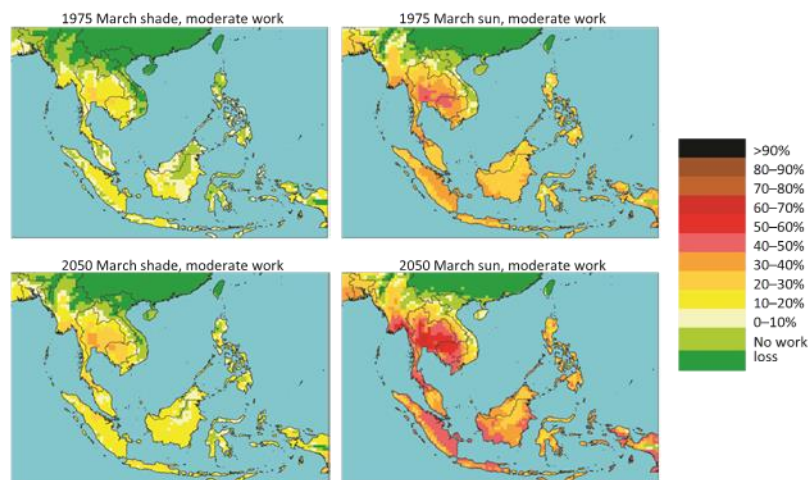 1975 March shade, moderate work
1975 March sun, moderate work
2050 March shade, moderate work
2050 March sun, moderate work
>90%
80–90%
70–80%
60–70%
50–60%
40–50%
30–40%
20–30%
10–20%
0–10%
No work
loss